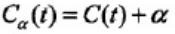 C_α(t) = C(t) + α